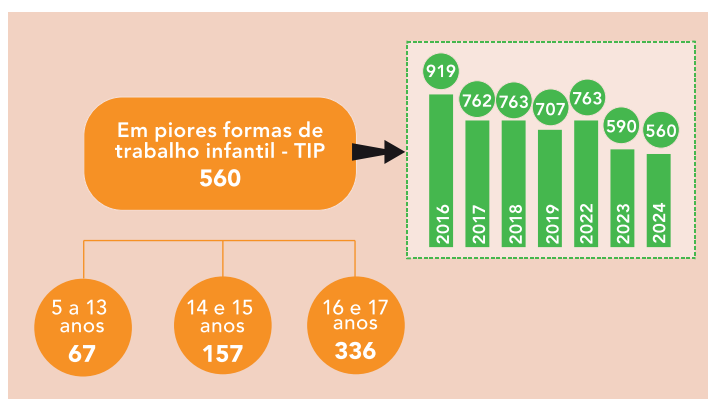 Em piores formas de
trabalho infantil - TIP
560
919
762
763
707
763
590
560
2016
2017
2018
2019
2022
2023
2024
5 a 13
anos
67
14 e 15
anos
157
16 e 17
anos
336